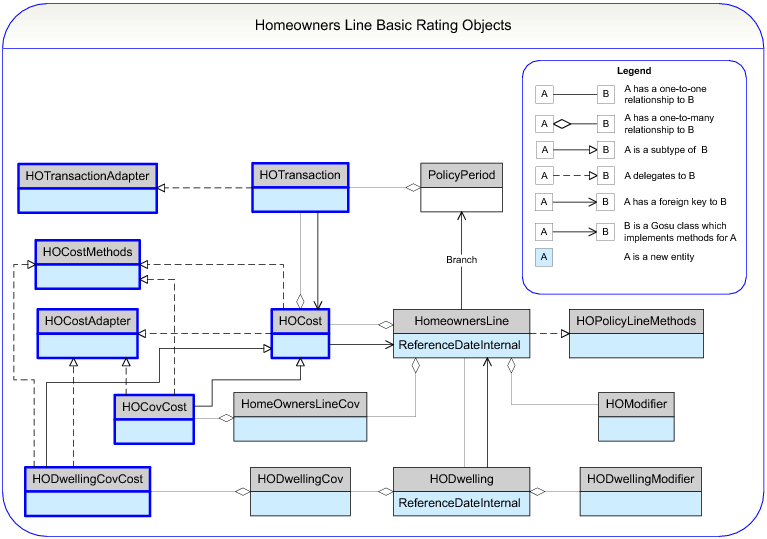 Homeowners Line Basic Rating Objects
Legend
A B A has a one-to-one
relationship to B
A B A has a one-to-many
relationship to B
A B A is a subtype of B
A B A delegates to B
A B A has a foreign key to B
A B B is a Gosu class which
implements methods for A
A A is a new entity
HOTransactionAdapter
HOTransaction
PolicyPeriod
HOCostMethods
Branch
HOCostAdapter
HOCost
HomeownersLine
ReferenceDateInternal
HOPolicyLineMethods
HOCovCost
HomeOwnersLineCov
HOModifier
HODwellingCovCost
HODwellingCov
HODwelling
ReferenceDateInternal
HODwellingModifier